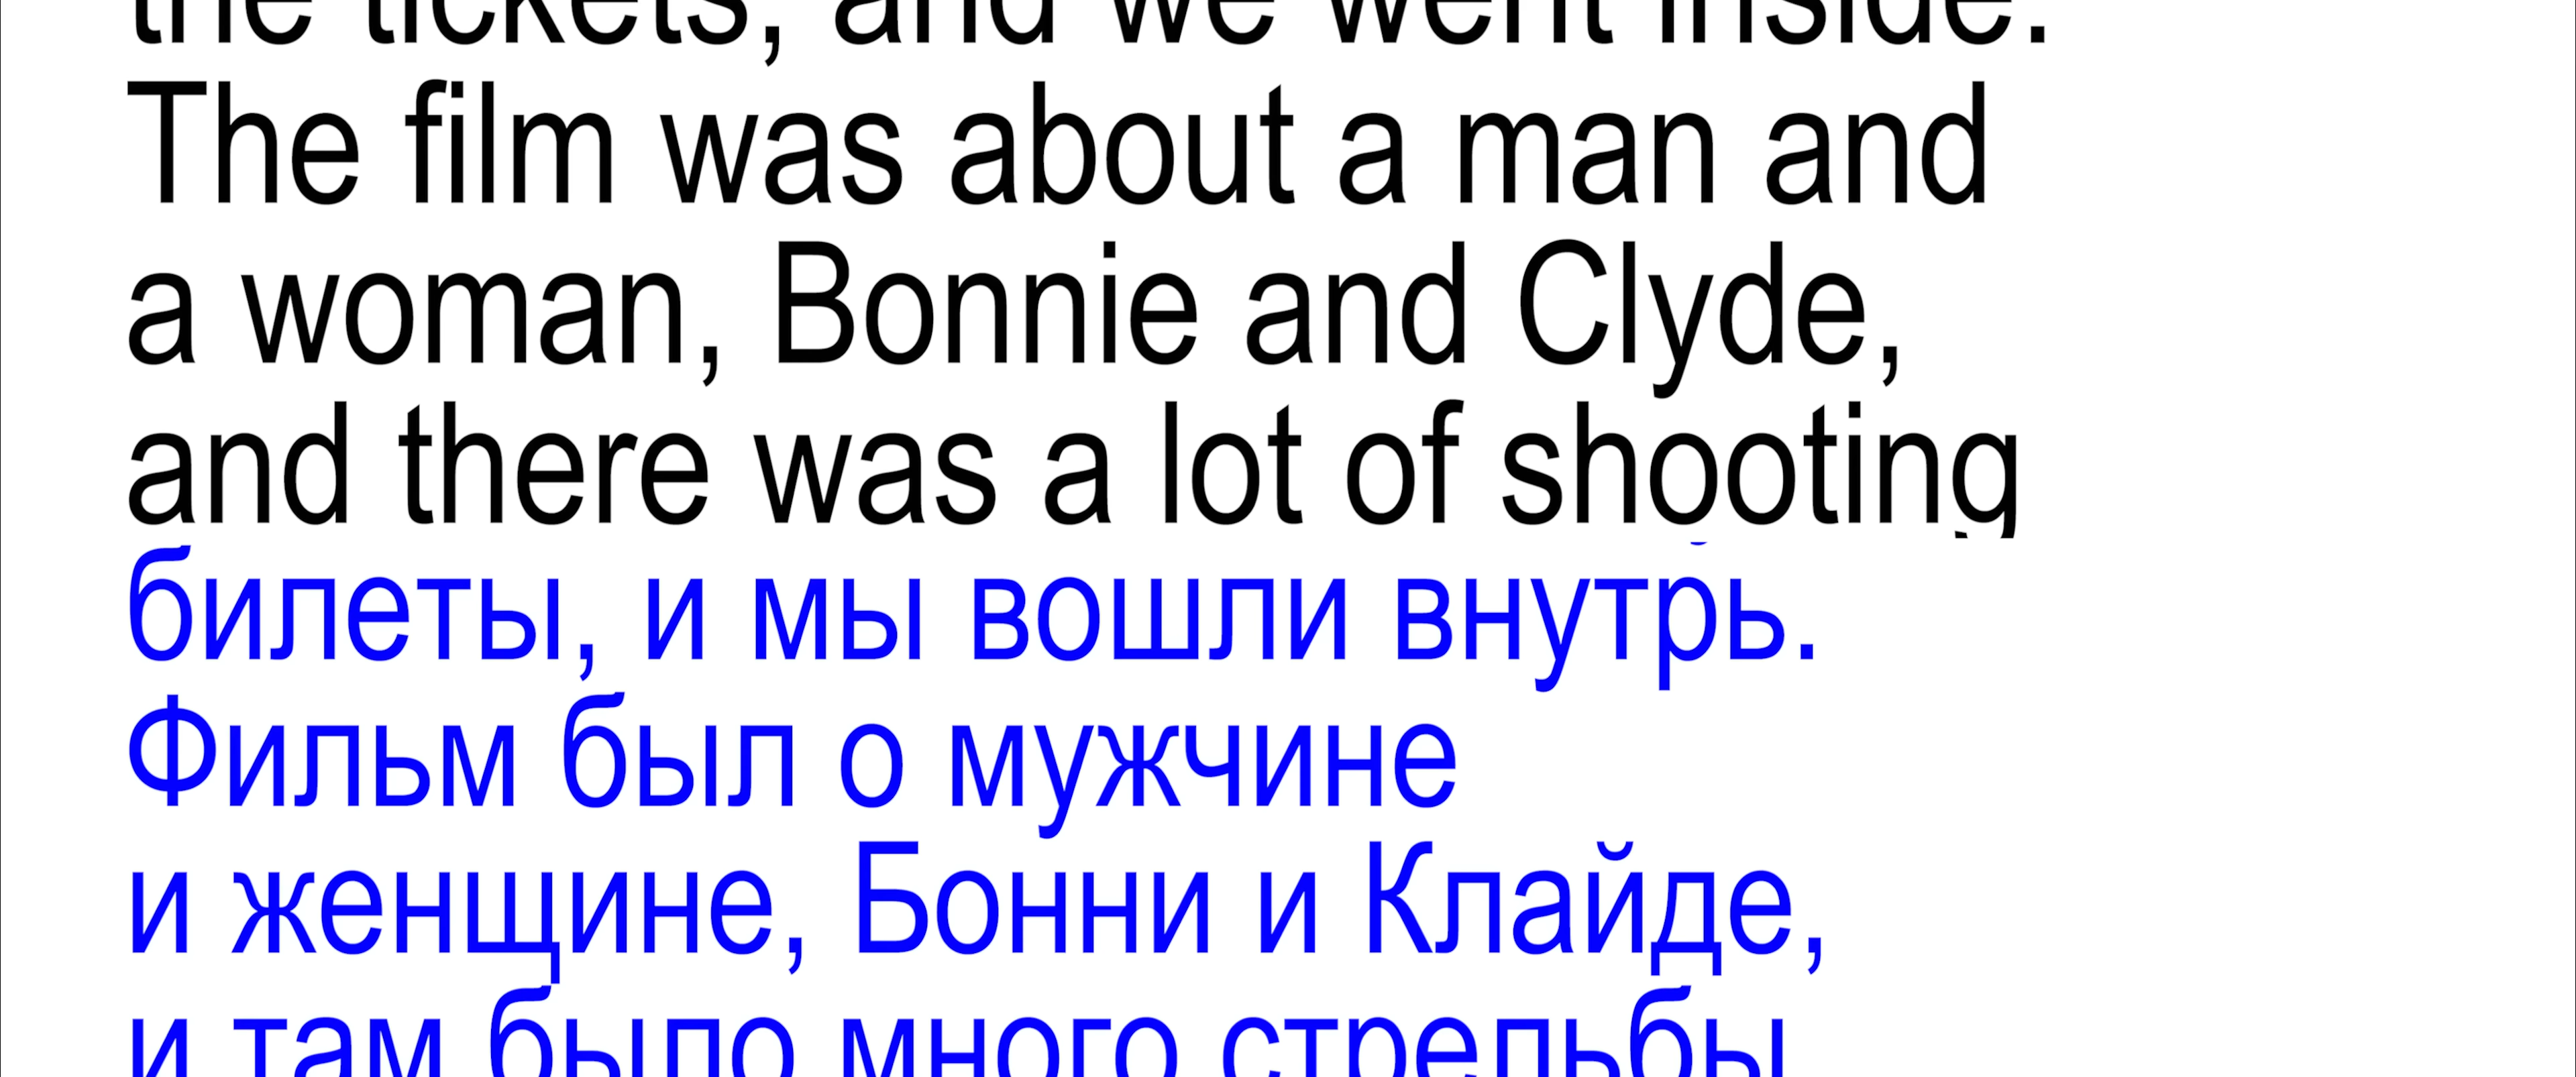 the tickets, and we went inside.
The film was about a man and
a woman, Bonnie and Clyde,
and there was a lot of shooting
билеты, и мы вошли внутрь.
Фильм был о мужчине
и женщине, Бонни и Клайде,
и там было много стрельбы